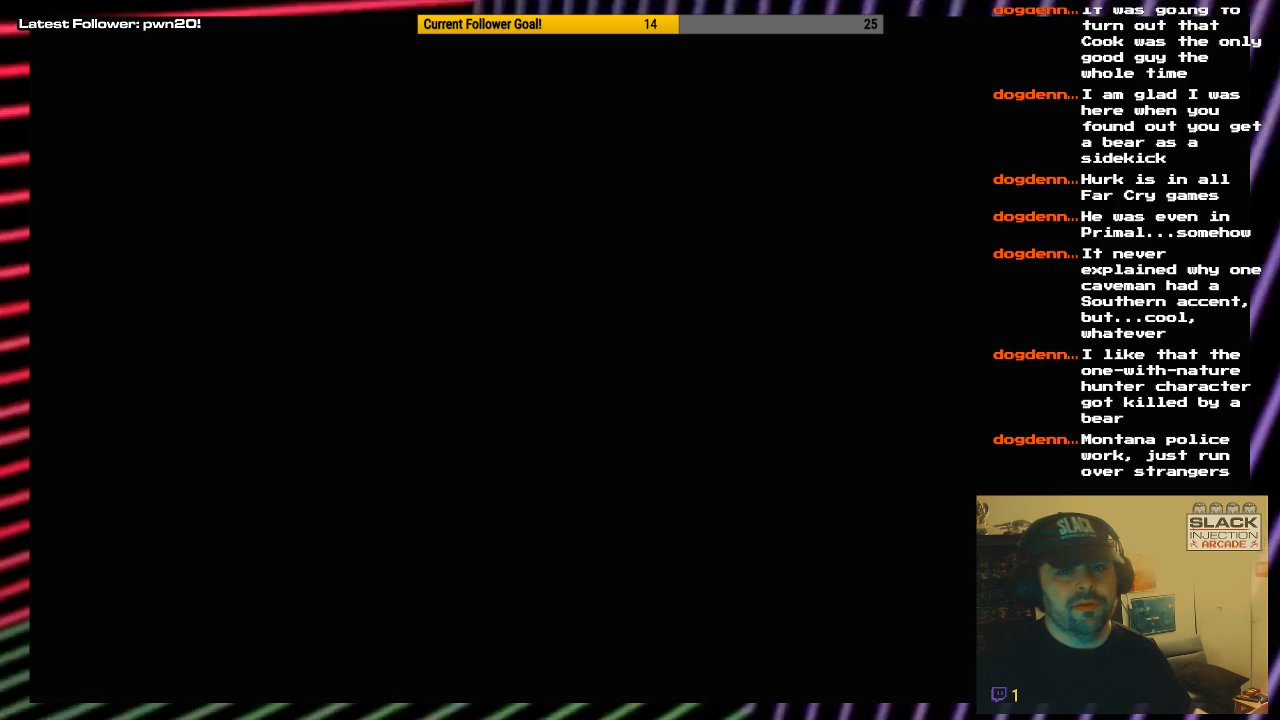 Latest Follower: pwn20!
Current Follower Goal! 14 25
dogdenn... It was going to
turn out that
Cook was the only
good guy the
whole time
dogdenn... I am glad I was
here when you
found out you get
a bear as a
sidekick
dogdenn... Hurk is in all
Far Cry games
dogdenn... He was even in
Primal...somehow
dogdenn... It never
explained why one
caveman had a
Southern accent,
but...cool,
whatever
dogdenn... I like that the
one-with-nature
hunter character
got killed by a
bear
dogdenn... Montana police
work, just run
over strangers
SLACK
INJECTION
ARCADE
SLACK
1